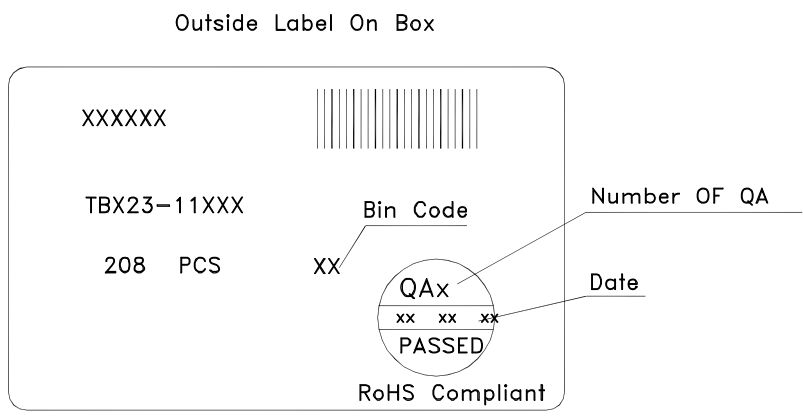 Outside Label On Box
XXXXXX
TBX23-11XXX
Bin Code
Number OF QA
208 PCS
XX
QAx
Date
xx xx xx
PASSED
RoHS Compliant